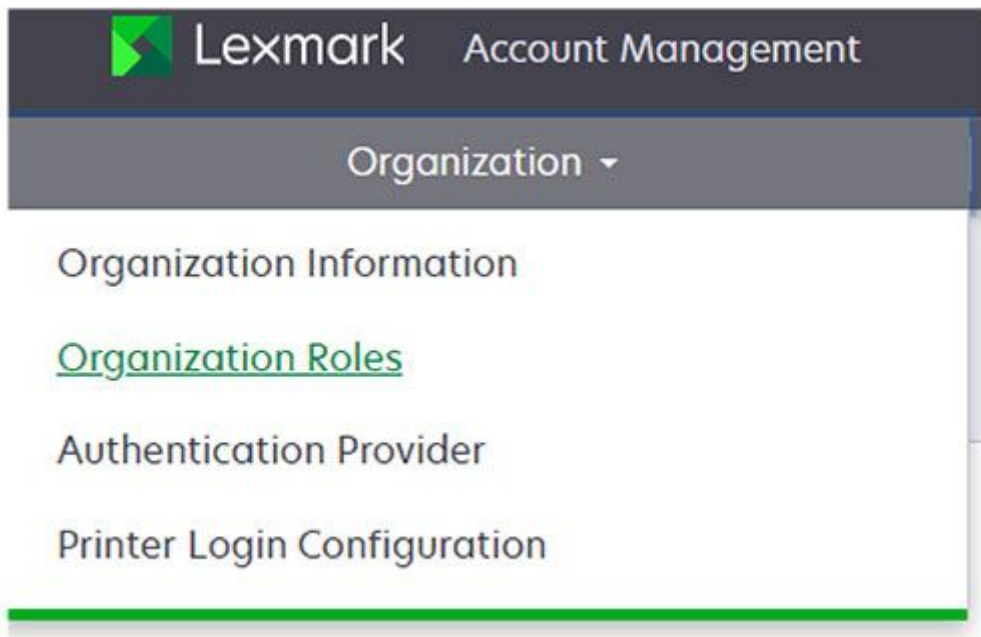 Lexmark Account Management
Organization
Organization Information
Organization Roles
Authentication Provider
Printer Login Configuration